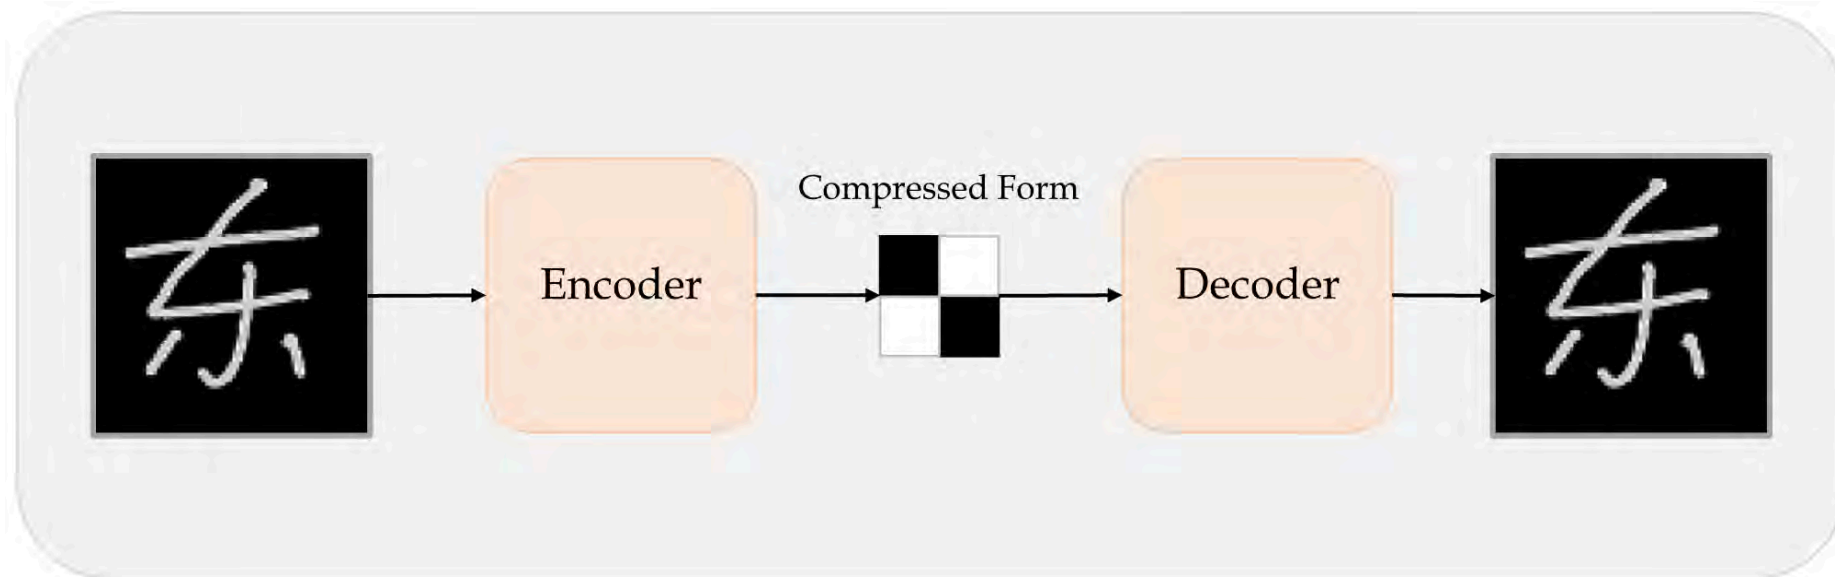 Compressed Form
东
Encoder
Decoder
东